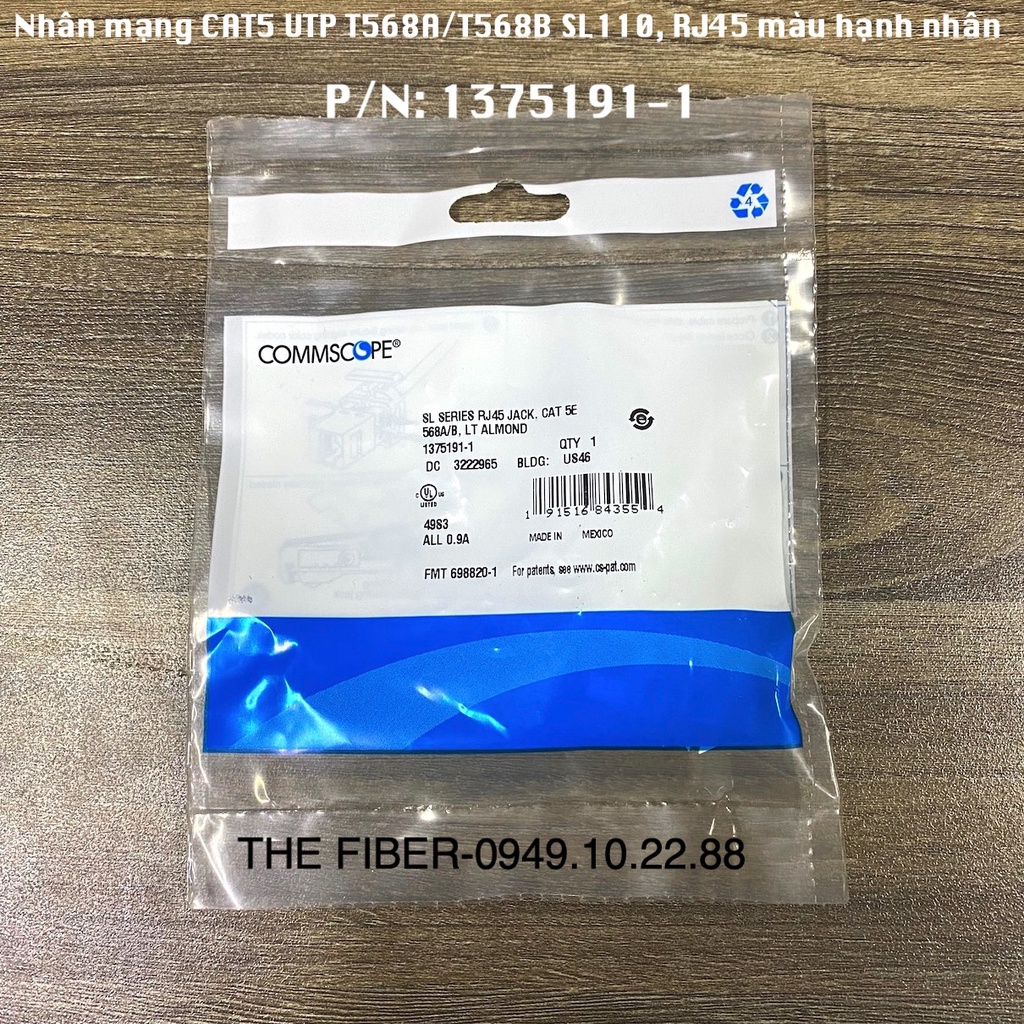 Nhân mạng CAT5 UTP T568A/T568B SL110, RJ45 màu hạnh nhân
P/N: 1375191-1
4
COMMSCOPE®
SL SERIES RJ45 JACK, CAT 5E
568A/B, LT ALMOND
1375191-1 QTY 1
DC 3222965 BLDG: US46
C UL US
LISTED
1 91516 84355 4
4983
ALL 0.9A MADE IN MEXICO
FMT 698820-1 For patents, see www.cs-pat.com
THE FIBER-0949.10.22.88